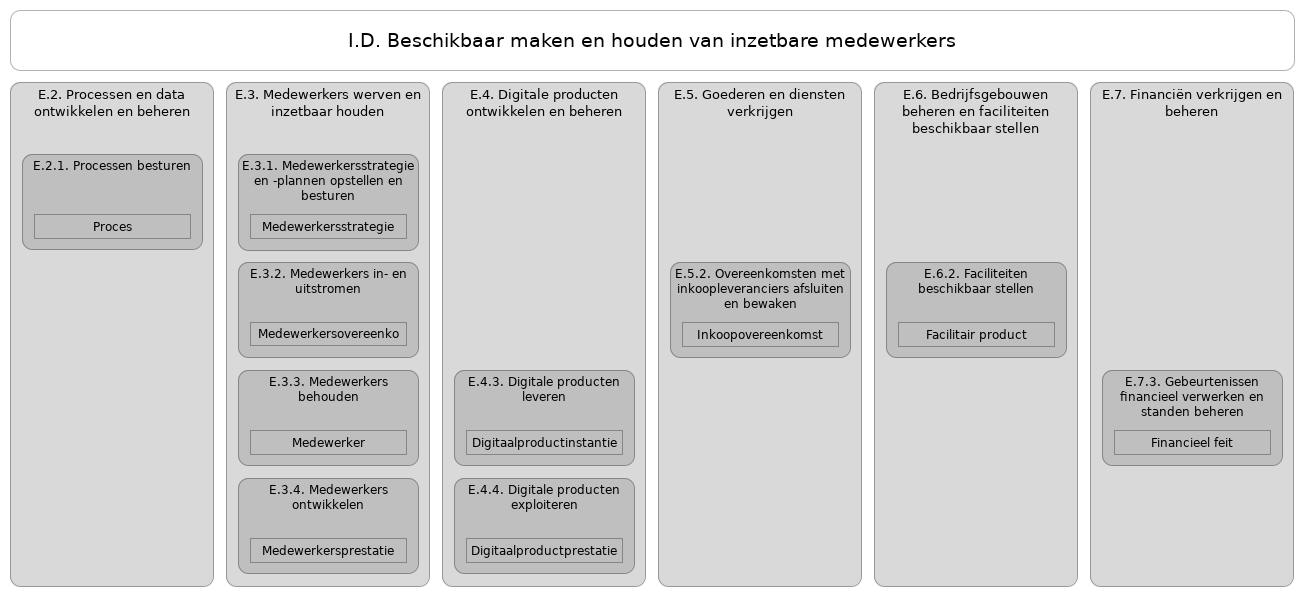 I.D. Beschikbaar maken en houden van inzetbare medewerkers
E.2. Processen en data
ontwikkelen en beheren
E.2.1. Processen besturen
Proces
E.3. Medewerkers werven en
inzetbaar houden
E.3.1. Medewerkersstrategie
en -plannen opstellen en
besturen
Medewerkersstrategie
E.3.2. Medewerkers in- en
uitstromen
Medewerkersovereenko
E.3.3. Medewerkers
behouden
Medewerker
E.3.4. Medewerkers
ontwikkelen
Medewerkersprestatie
E.4. Digitale producten
ontwikkelen en beheren
E.4.3. Digitale producten
leveren
Digitaalproductinstantie
E.4.4. Digitale producten
exploiteren
Digitaalproductprestatie
E.5. Goederen en diensten
verkrijgen
E.5.2. Overeenkomsten met
inkoopleveranciers afsluiten
en bewaken
Inkoopovereenkomst
E.6. Bedrijfsgebouwen
beheren en faciliteiten
beschikbaar stellen
E.6.2. Faciliteiten
beschikbaar stellen
Facilitair product
E.7. Financiën verkrijgen en
beheren
E.7.3. Gebeurtenissen
financieel verwerken en
standen beheren
Financieel feit